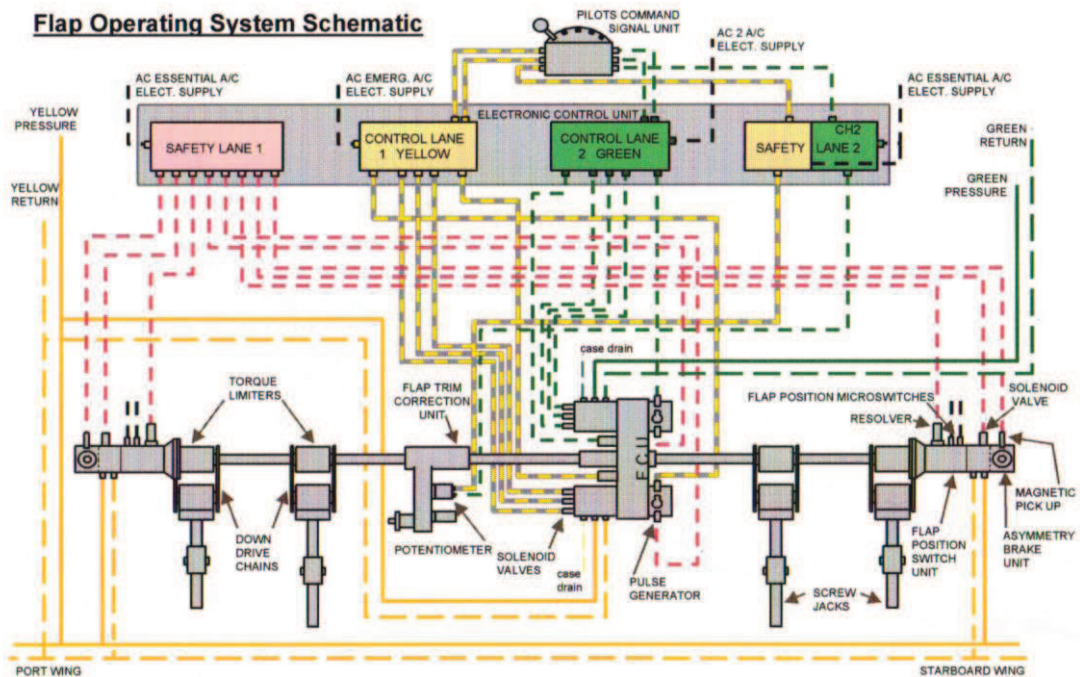 Flap Operating System Schematic
PILOTS COMMAND
SIGNAL UNIT
AC 2 A/C
ELECT. SUPPLY
AC ESSENTIAL A/C
ELECT. SUPPLY
AC EMERG. A/C
ELECT. SUPPLY
AC ESSENTIAL A/C
ELECT. SUPPLY
YELLOW
PRESSURE
ELECTRONIC CONTROL UNIT
SAFETY LANE 1
CONTROL LANE
1 YELLOW
CONTROL LANE
2 GREEN
SAFETY
CH2
LANE 2
GREEN
RETURN
GREEN
PRESSURE
YELLOW
RETURN
case drain
TORQUE
LIMITERS
FLAP TRIM
CORRECTION
UNIT
FLAP POSITION MICROSWITCHES
RESOLVER
SOLENOID
VALVE
F.C.U
MAGNETIC
PICK UP
DOWN
DRIVE
CHAINS
POTENTIOMETER
SOLENOID
VALVES
case
drain
PULSE
GENERATOR
SCREW
JACKS
FLAP
POSITION
SWITCH
UNIT
ASYMMETRY
BRAKE
UNIT
PORT WING
STARBOARD WING